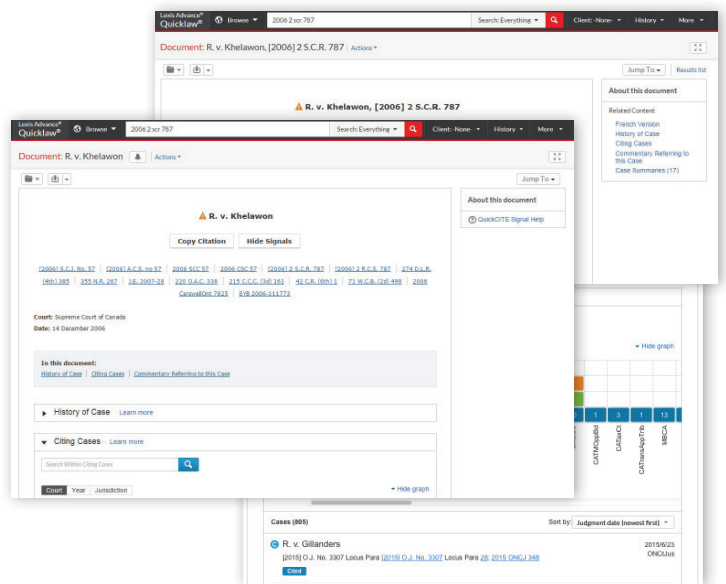 Lexis Advance® Quicklaw® Browse 2006 2 scr 787 Search: Everything Client: -None- History More
Document: R. v. Khelawon, [2006] 2 S.C.R. 787 | Actions
Jump To Results list
R. v. Khelawon, [2006] 2 S.C.R. 787
About this document
Related Content
French Version
History of Case
Citing Cases
Commentary Referring to
this Case
Case Summaries (17)
Lexis Advance® Quicklaw® Browse 2006 2 scr 787 Search: Everything Client: -None- History More
Document: R. v. Khelawon Actions
Jump To
R. v. Khelawon
Copy Citation Hide Signals
[2006] S.C.J. No. 57 | [2006] A.C.S. no 57 | 2006 SCC 57 | 2006 CSC 57 | [2006] 2 S.C.R. 787 | [2006] 2 R.C.S. 787 | 274 D.L.R.
(4th) 385 | 355 N.R. 267 | J.E. 2007-28 | 220 O.A.C. 338 | 215 C.C.C. (3d) 161 | 42 C.R. (6th) 1 | 71 W.C.B. (2d) 498 | 2006
CarswellOnt 7825 | EYB 2006-111773
Court: Supreme Court of Canada
Date: 14 December 2006
In this document:
History of Case | Citing Cases | Commentary Referring to this Case
History of Case Learn more
Citing Cases Learn more
Search Within Citing Cases
Court Year Jurisdiction
Hide graph
About this document
QuickCITE Signal Help
Hide graph
1 3 1 13
CATMOppBd
CATaxCt
CATransAppTrib
MBCA
Cases (805) Sort by: Judgment date (newest first)
C R. v. Gillanders 2015/6/23
[2015] O.J. No. 3307 Locus Para [2015] O.J. No. 3307 Locus Para 28; 2015 ONCJ 348 ONCtJus
Cited